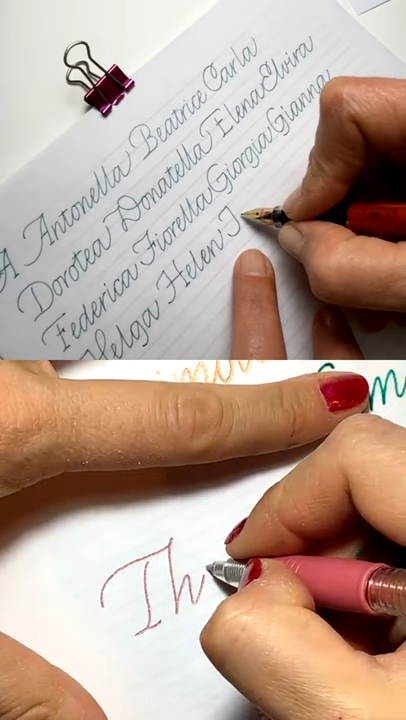 A Antonella Beatrice Carla
Dorotea Donatella Elena Elvira
Federica Fiorella Giorgia Gianna
Helga Helen I
Th